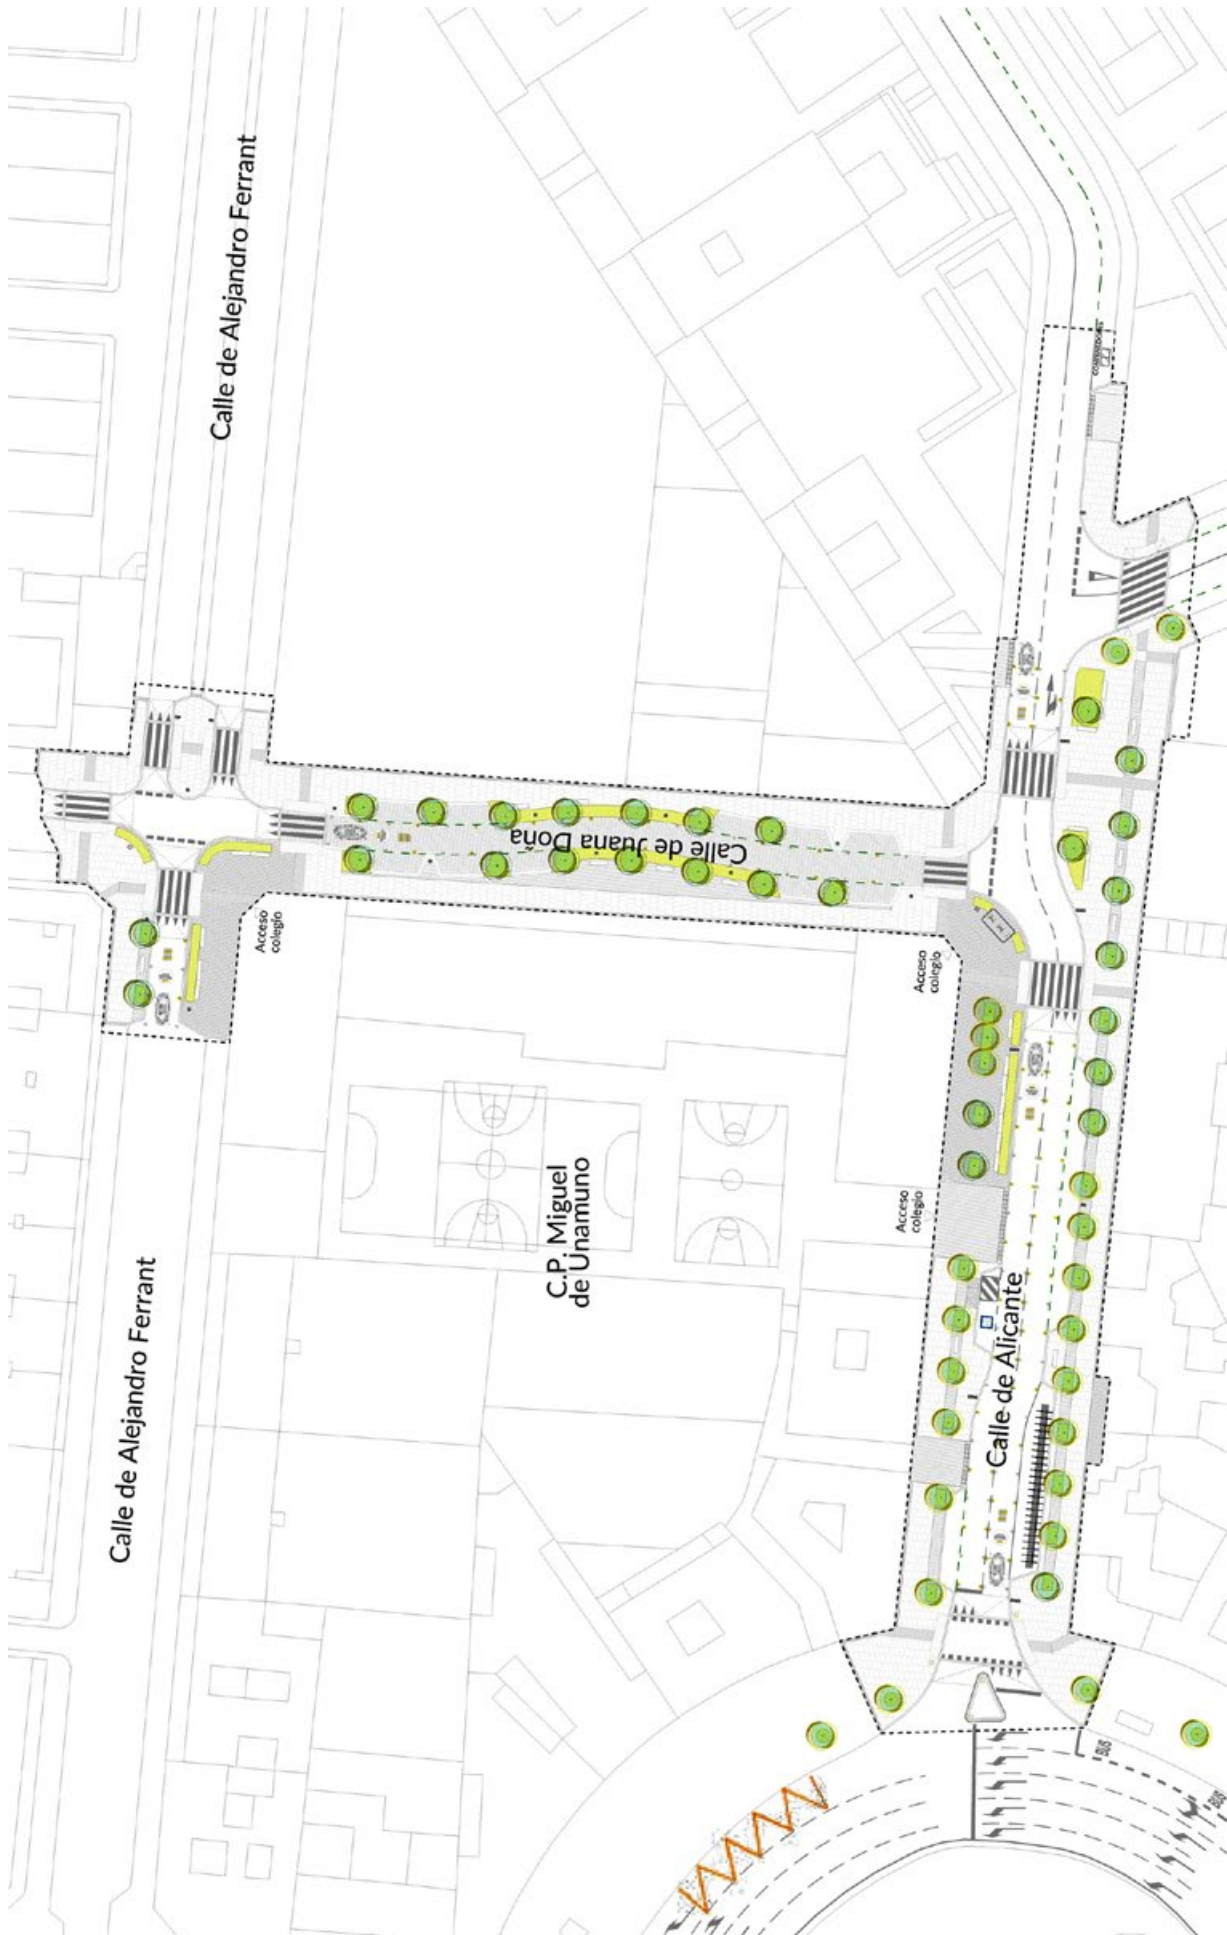 Calle de Alejandro Ferrant
Calle de Juana Doña
Acceso
colegio
Acceso
colegio
C.P. Miguel
de Unamuno
Acceso
colegio
Calle de Alejandro Ferrant
Calle de Alicante
BUS
BUS